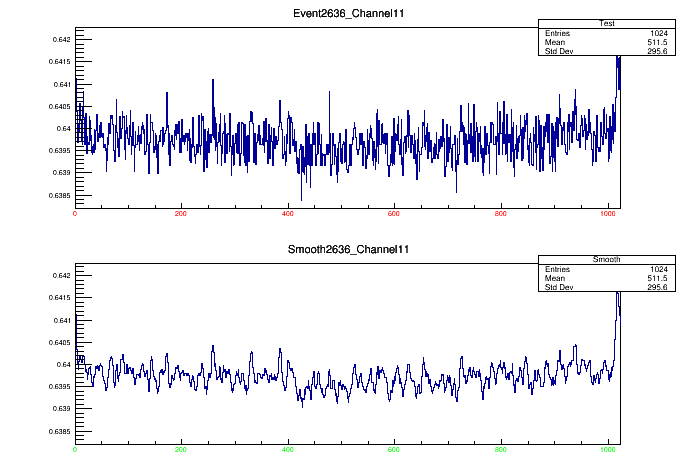 Event2636_Channel11
Test
Entries 1024
Mean 511.5
Std Dev 295.6
0.642
0.6415
0.641
0.6405
0.64
0.6395
0.639
0.6385
0 200 400 600 800 1000
Smooth2636_Channel11
Smooth
Entries 1024
Mean 511.5
Std Dev 295.6
0.642
0.6415
0.641
0.6405
0.64
0.6395
0.639
0.6385
0 200 400 600 800 1000